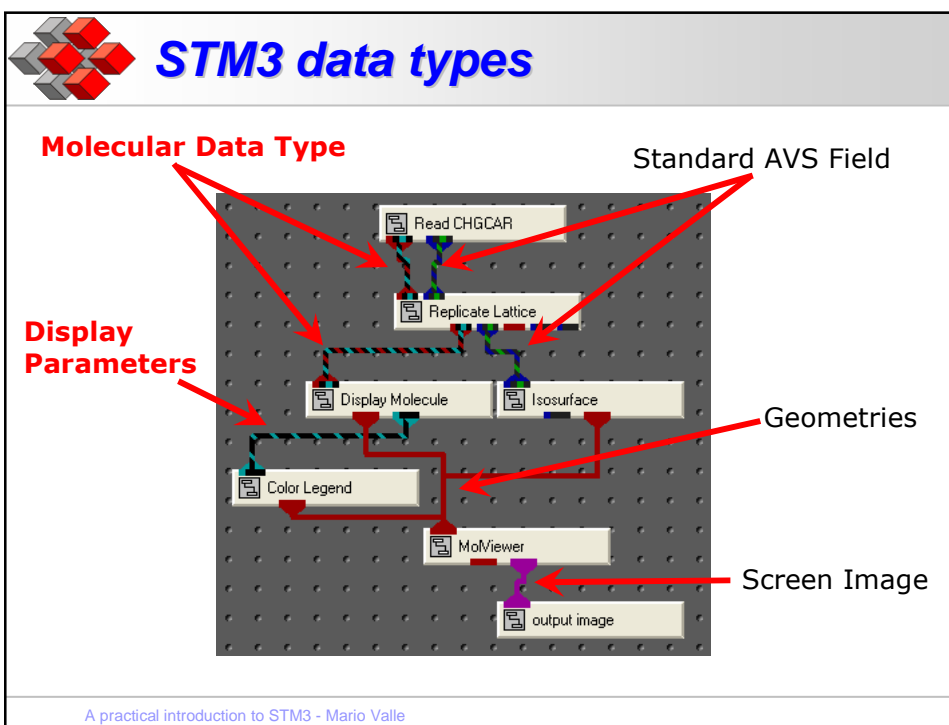 STM3 data types
Molecular Data Type
Standard AVS Field
Read CHGCAR
Replicate Lattice
Display
Parameters
Display Molecule
Isosurface
Geometries
Color Legend
MolViewer
Screen Image
output image
A practical introduction to STM3 - Mario Valle